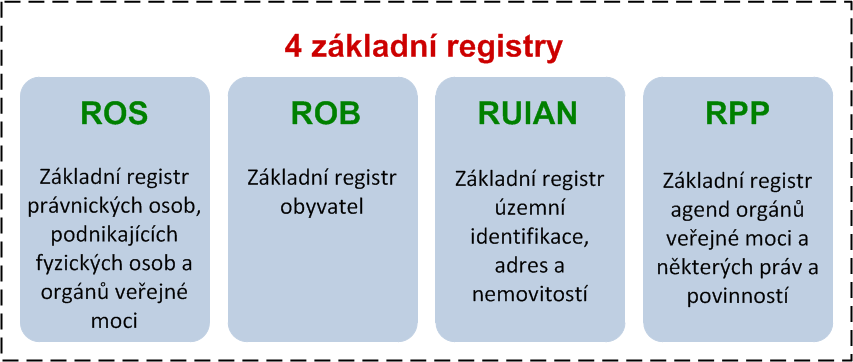 4 základní registry
ROS
Základní registr
právnických osob,
podnikajících
fyzických osob a
orgánů veřejné
moci
ROB
Základní registr
obyvatel
RUIAN
Základní registr
územní
identifikace,
adres a
nemovitostí
RPP
Základní registr
agend orgánů
veřejné moci a
některých práv a
povinností